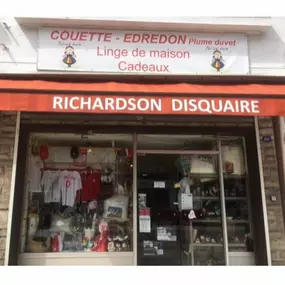 COUETTE - EDREDON Plume duvet
Linge de maison
Cadeaux
RICHARDSON DISQUAIRE